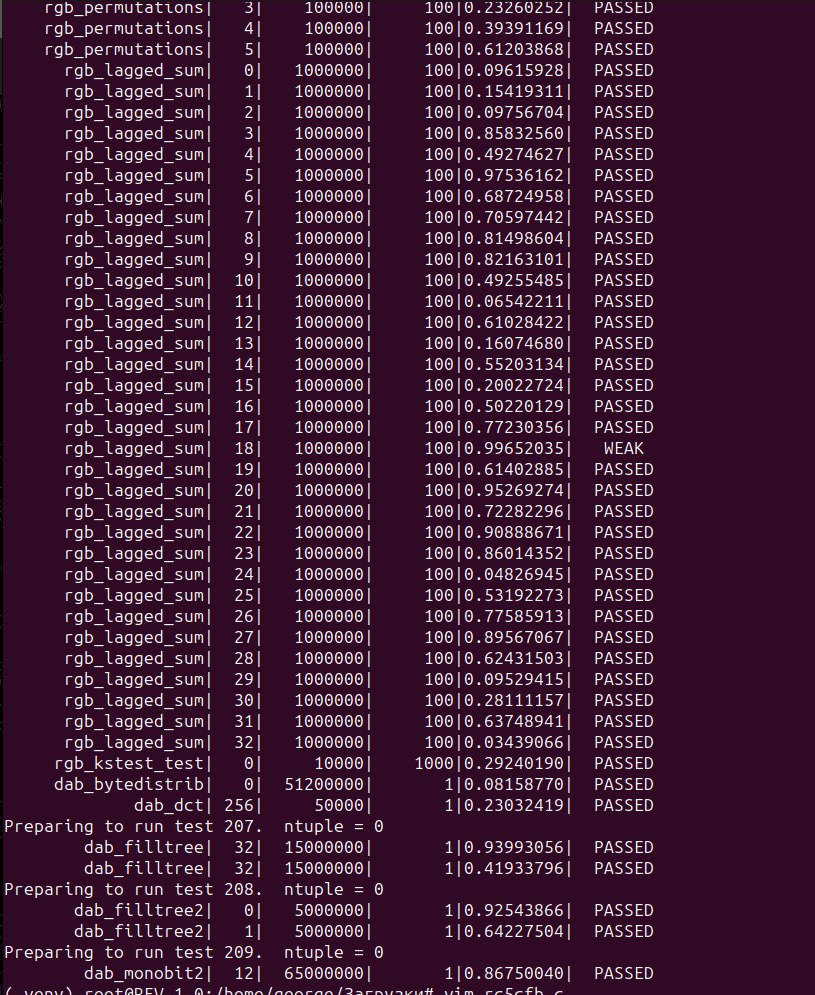 rgb_permutations|   3|    100000|     100|0.23260252|  PASSED
rgb_permutations|   4|    100000|     100|0.39391169|  PASSED
rgb_permutations|   5|    100000|     100|0.61203868|  PASSED
rgb_lagged_sum|   0|   1000000|     100|0.09615928|  PASSED
rgb_lagged_sum|   1|   1000000|     100|0.15419311|  PASSED
rgb_lagged_sum|   2|   1000000|     100|0.09756704|  PASSED
rgb_lagged_sum|   3|   1000000|     100|0.85832560|  PASSED
rgb_lagged_sum|   4|   1000000|     100|0.49274627|  PASSED
rgb_lagged_sum|   5|   1000000|     100|0.97536162|  PASSED
rgb_lagged_sum|   6|   1000000|     100|0.68724958|  PASSED
rgb_lagged_sum|   7|   1000000|     100|0.70597442|  PASSED
rgb_lagged_sum|   8|   1000000|     100|0.81498604|  PASSED
rgb_lagged_sum|   9|   1000000|     100|0.82163101|  PASSED
rgb_lagged_sum|  10|   1000000|     100|0.49255485|  PASSED
rgb_lagged_sum|  11|   1000000|     100|0.06542211|  PASSED
rgb_lagged_sum|  12|   1000000|     100|0.61028422|  PASSED
rgb_lagged_sum|  13|   1000000|     100|0.16074680|  PASSED
rgb_lagged_sum|  14|   1000000|     100|0.55203134|  PASSED
rgb_lagged_sum|  15|   1000000|     100|0.20022724|  PASSED
rgb_lagged_sum|  16|   1000000|     100|0.50220129|  PASSED
rgb_lagged_sum|  17|   1000000|     100|0.77230356|  PASSED
rgb_lagged_sum|  18|   1000000|     100|0.99652035|   WEAK
rgb_lagged_sum|  19|   1000000|     100|0.61402885|  PASSED
rgb_lagged_sum|  20|   1000000|     100|0.95269274|  PASSED
rgb_lagged_sum|  21|   1000000|     100|0.72282296|  PASSED
rgb_lagged_sum|  22|   1000000|     100|0.90888671|  PASSED
rgb_lagged_sum|  23|   1000000|     100|0.86014352|  PASSED
rgb_lagged_sum|  24|   1000000|     100|0.04826945|  PASSED
rgb_lagged_sum|  25|   1000000|     100|0.53192273|  PASSED
rgb_lagged_sum|  26|   1000000|     100|0.77585913|  PASSED
rgb_lagged_sum|  27|   1000000|     100|0.89567067|  PASSED
rgb_lagged_sum|  28|   1000000|     100|0.62431503|  PASSED
rgb_lagged_sum|  29|   1000000|     100|0.09529415|  PASSED
rgb_lagged_sum|  30|   1000000|     100|0.28111157|  PASSED
rgb_lagged_sum|  31|   1000000|     100|0.63748941|  PASSED
rgb_lagged_sum|  32|   1000000|     100|0.03439066|  PASSED
rgb_kstest_test|   0|     10000|    1000|0.29240190|  PASSED
dab_bytedistrib|   0|  51200000|       1|0.08158770|  PASSED
dab_dct| 256|     50000|       1|0.23032419|  PASSED
Preparing to run test 207.  ntuple = 0
dab_filltree|  32|  15000000|       1|0.93993056|  PASSED
dab_filltree|  32|  15000000|       1|0.41933796|  PASSED
Preparing to run test 208.  ntuple = 0
dab_filltree2|   0|   5000000|       1|0.92543866|  PASSED
dab_filltree2|   1|   5000000|       1|0.64227504|  PASSED
Preparing to run test 209.  ntuple = 0
dab_monobit2|  12|  65000000|       1|0.86750040|  PASSED
(.venv) root@REV-1.0:/home/george/Загрузки# vim rc5cfb.c